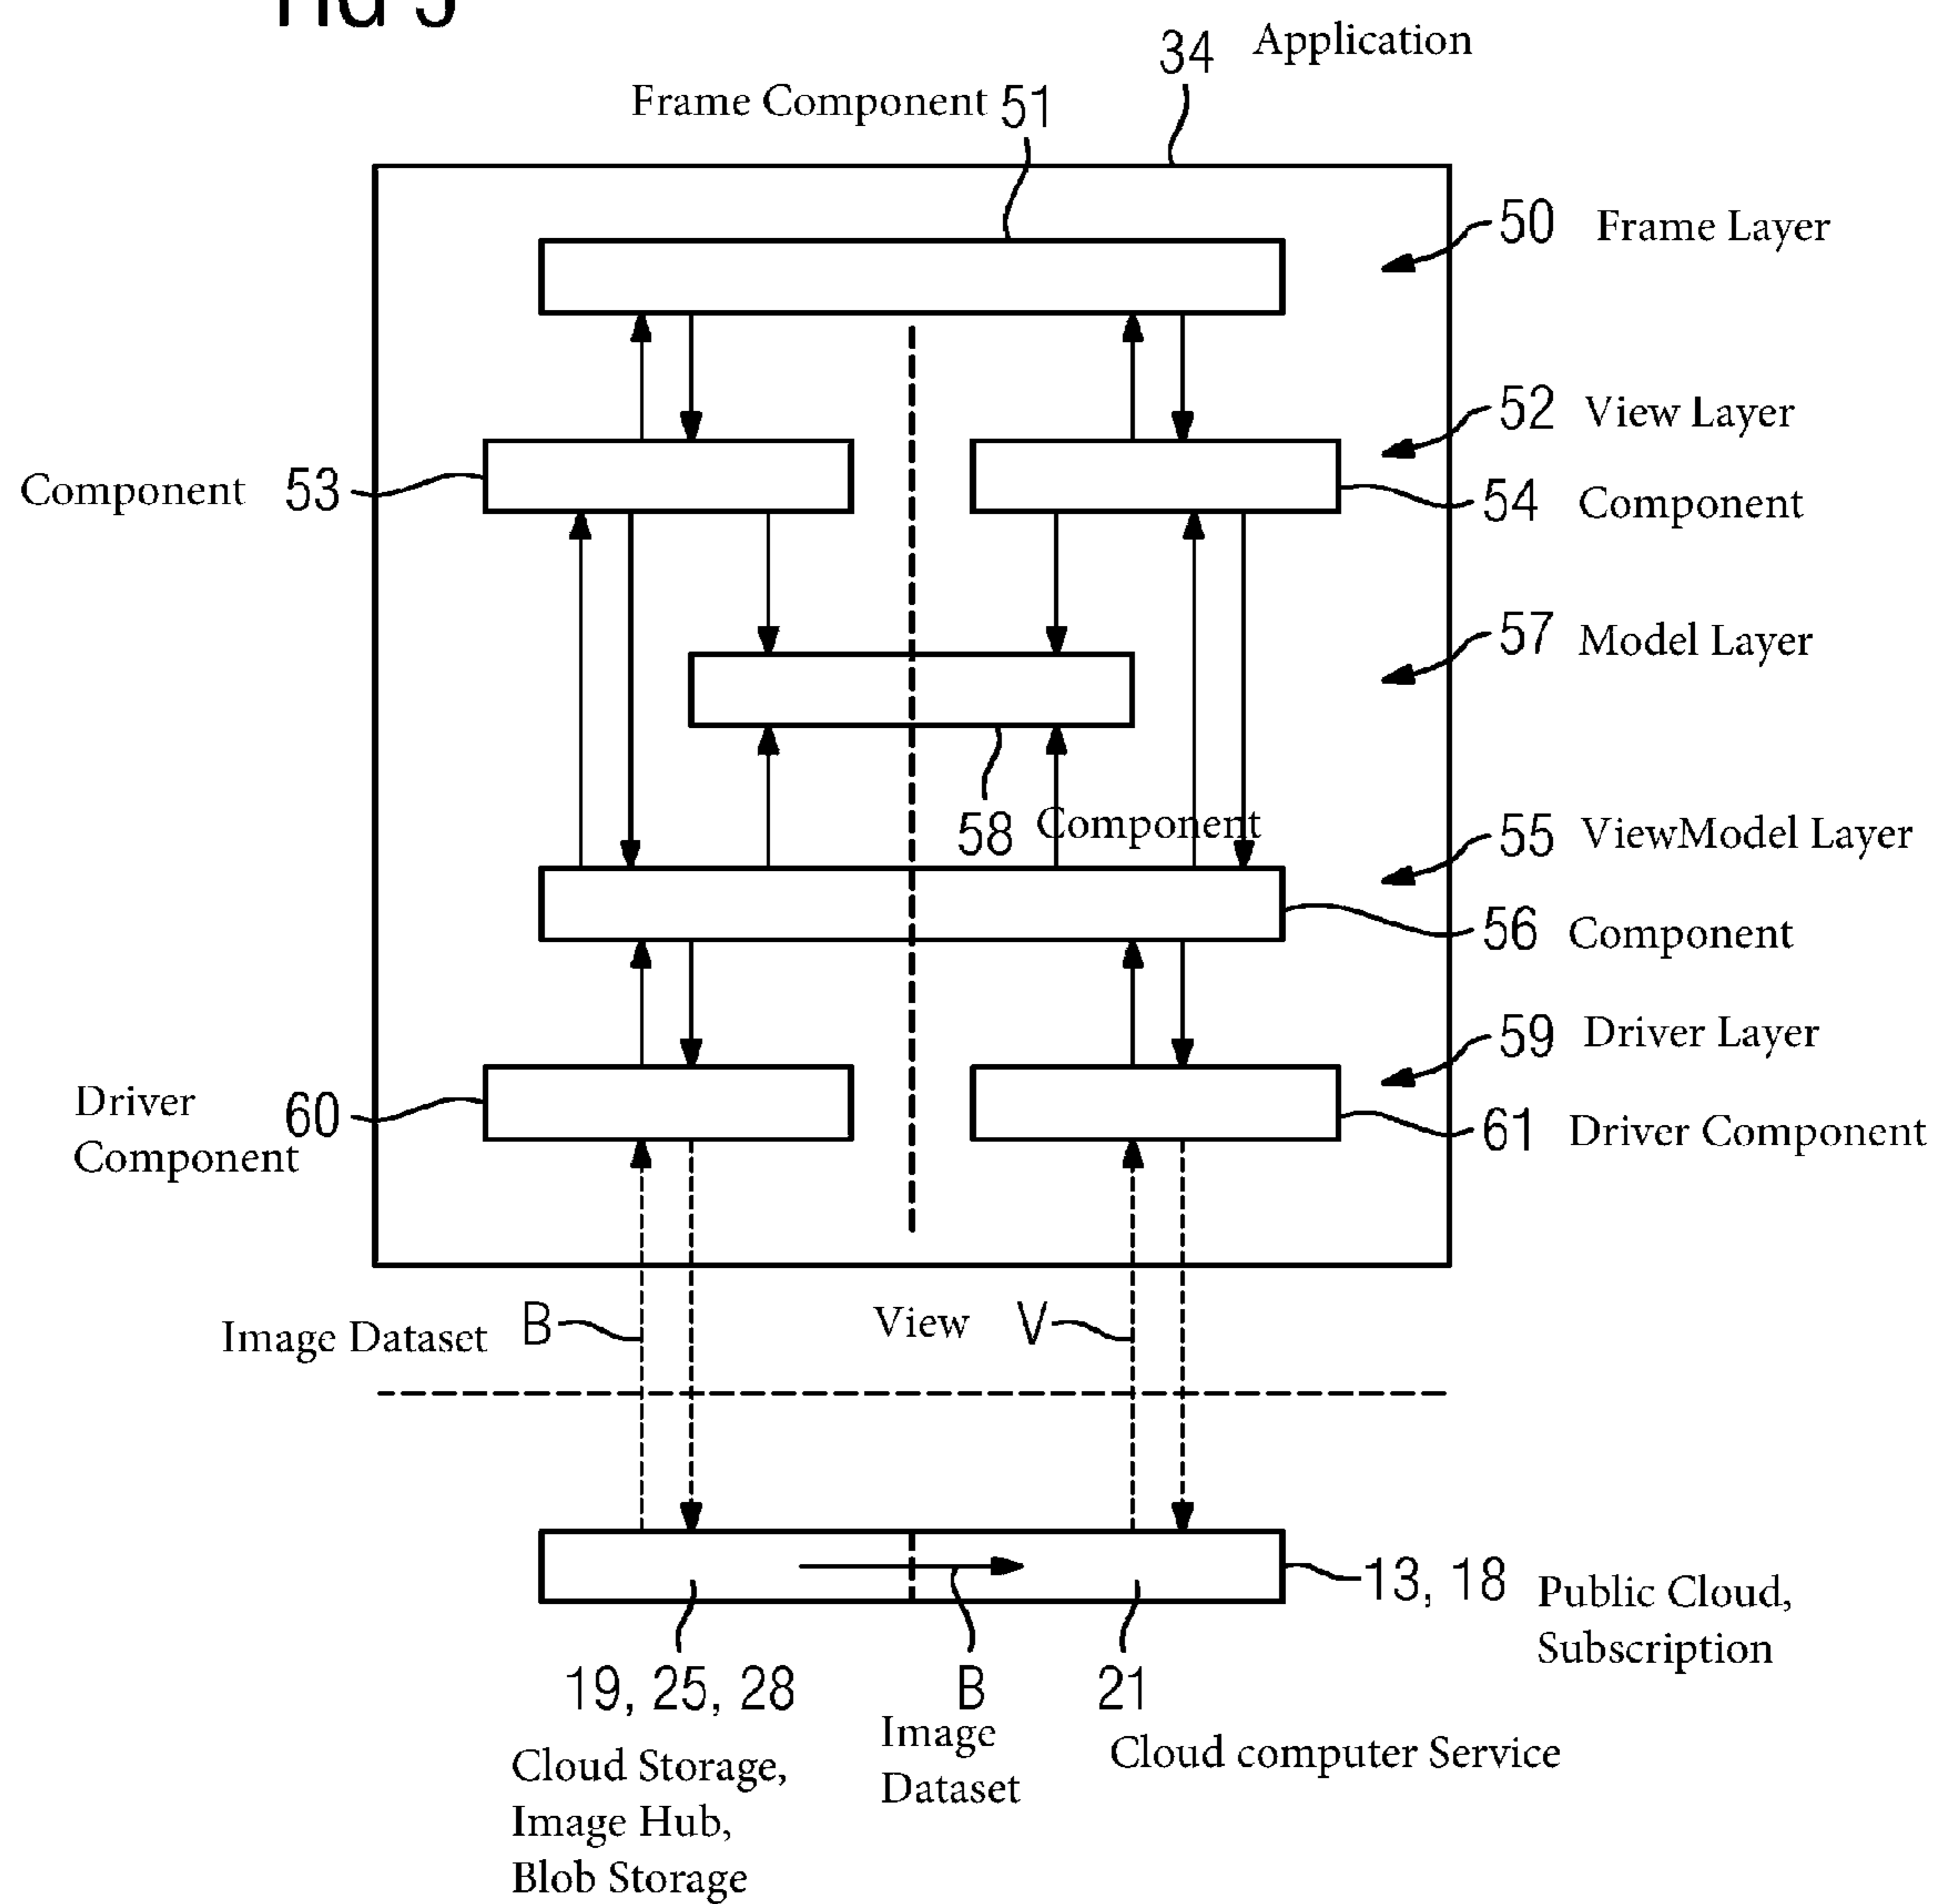 34 Application
Frame Component 51
50 Frame Layer
52 View Layer
Component 53
54 Component
57 Model Layer
58 Component
55 ViewModel Layer
56 Component
59 Driver Layer
Driver
Component 60
61 Driver Component
Image Dataset B
View V
13, 18 Public Cloud,
Subscription
19, 25, 28
B
21
Cloud Storage,
Image Hub,
Blob Storage
Image
Dataset
Cloud computer Service